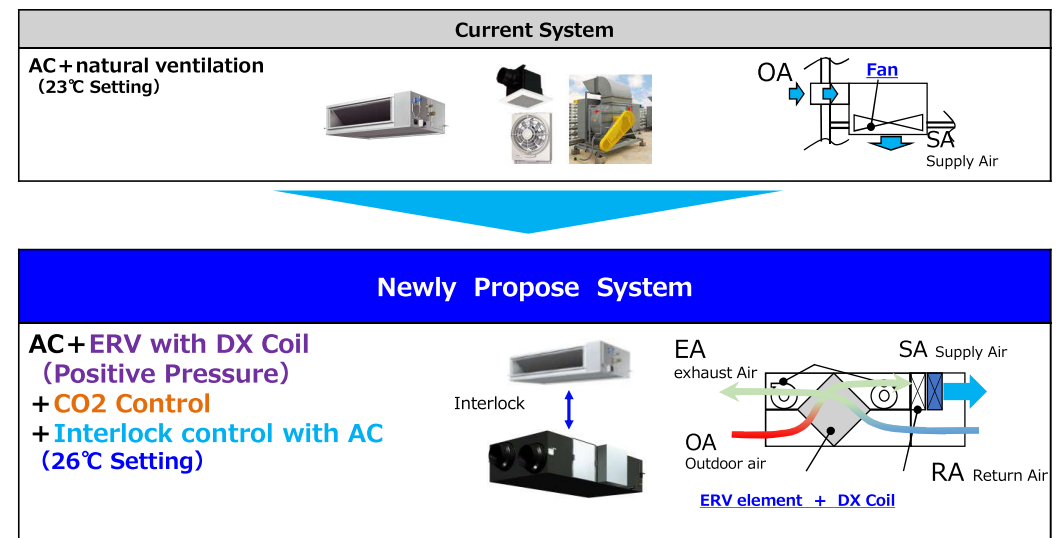 Current System
AC+natural ventilation
（23℃ Setting）
OA
Fan
SA
Supply Air
Newly Propose System
AC+ERV with DX Coil
（Positive Pressure）
+CO2 Control
+Interlock control with AC
（26℃ Setting）
Interlock
EA
exhaust Air
SA Supply Air
OA
Outdoor air
RA Return Air
ERV element + DX Coil